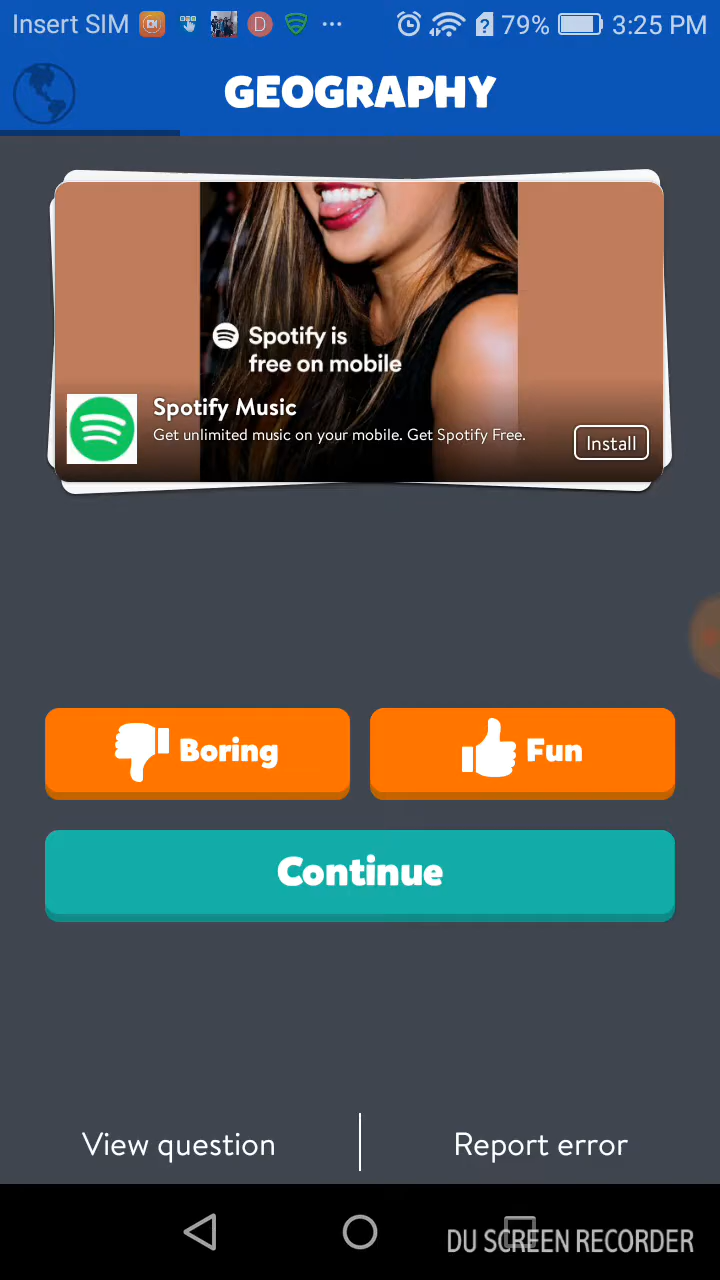 Insert SIM D ... ? 79% 3:25 PM
GEOGRAPHY
Spotify is
free on mobile
Spotify Music
Get unlimited music on your mobile. Get Spotify Free.
Install
Boring
Fun
Continue
View question
Report error
DU SCREEN RECORDER